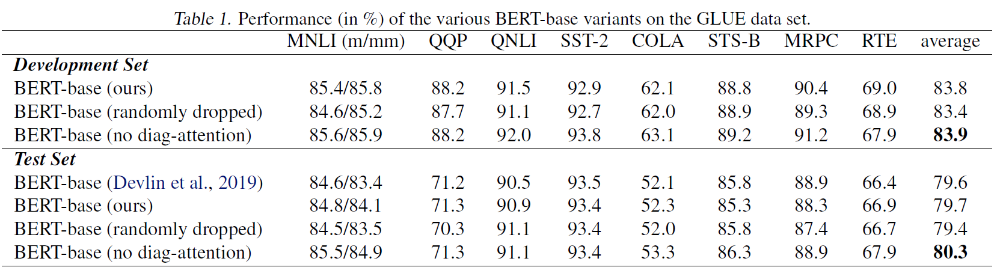 Table 1. Performance (in %) of the various BERT-base variants on the GLUE data set.
MNLI (m/mm) QQP QNLI SST-2 COLA STS-B MRPC RTE average
Development Set
BERT-base (ours) 85.4/85.8 88.2 91.5 92.9 62.1 88.8 90.4 69.0 83.8
BERT-base (randomly dropped) 84.6/85.2 87.7 91.1 92.7 62.0 88.9 89.3 68.9 83.4
BERT-base (no diag-attention) 85.6/85.9 88.2 92.0 93.8 63.1 89.2 91.2 67.9 83.9
Test Set
BERT-base (Devlin et al., 2019) 84.6/83.4 71.2 90.5 93.5 52.1 85.8 88.9 66.4 79.6
BERT-base (ours) 84.8/84.1 71.3 90.9 93.4 52.3 85.3 88.3 66.9 79.7
BERT-base (randomly dropped) 84.5/83.5 70.3 91.1 93.4 52.0 85.8 87.4 66.7 79.4
BERT-base (no diag-attention) 85.5/84.9 71.3 91.1 93.4 53.3 86.3 88.9 67.9 80.3